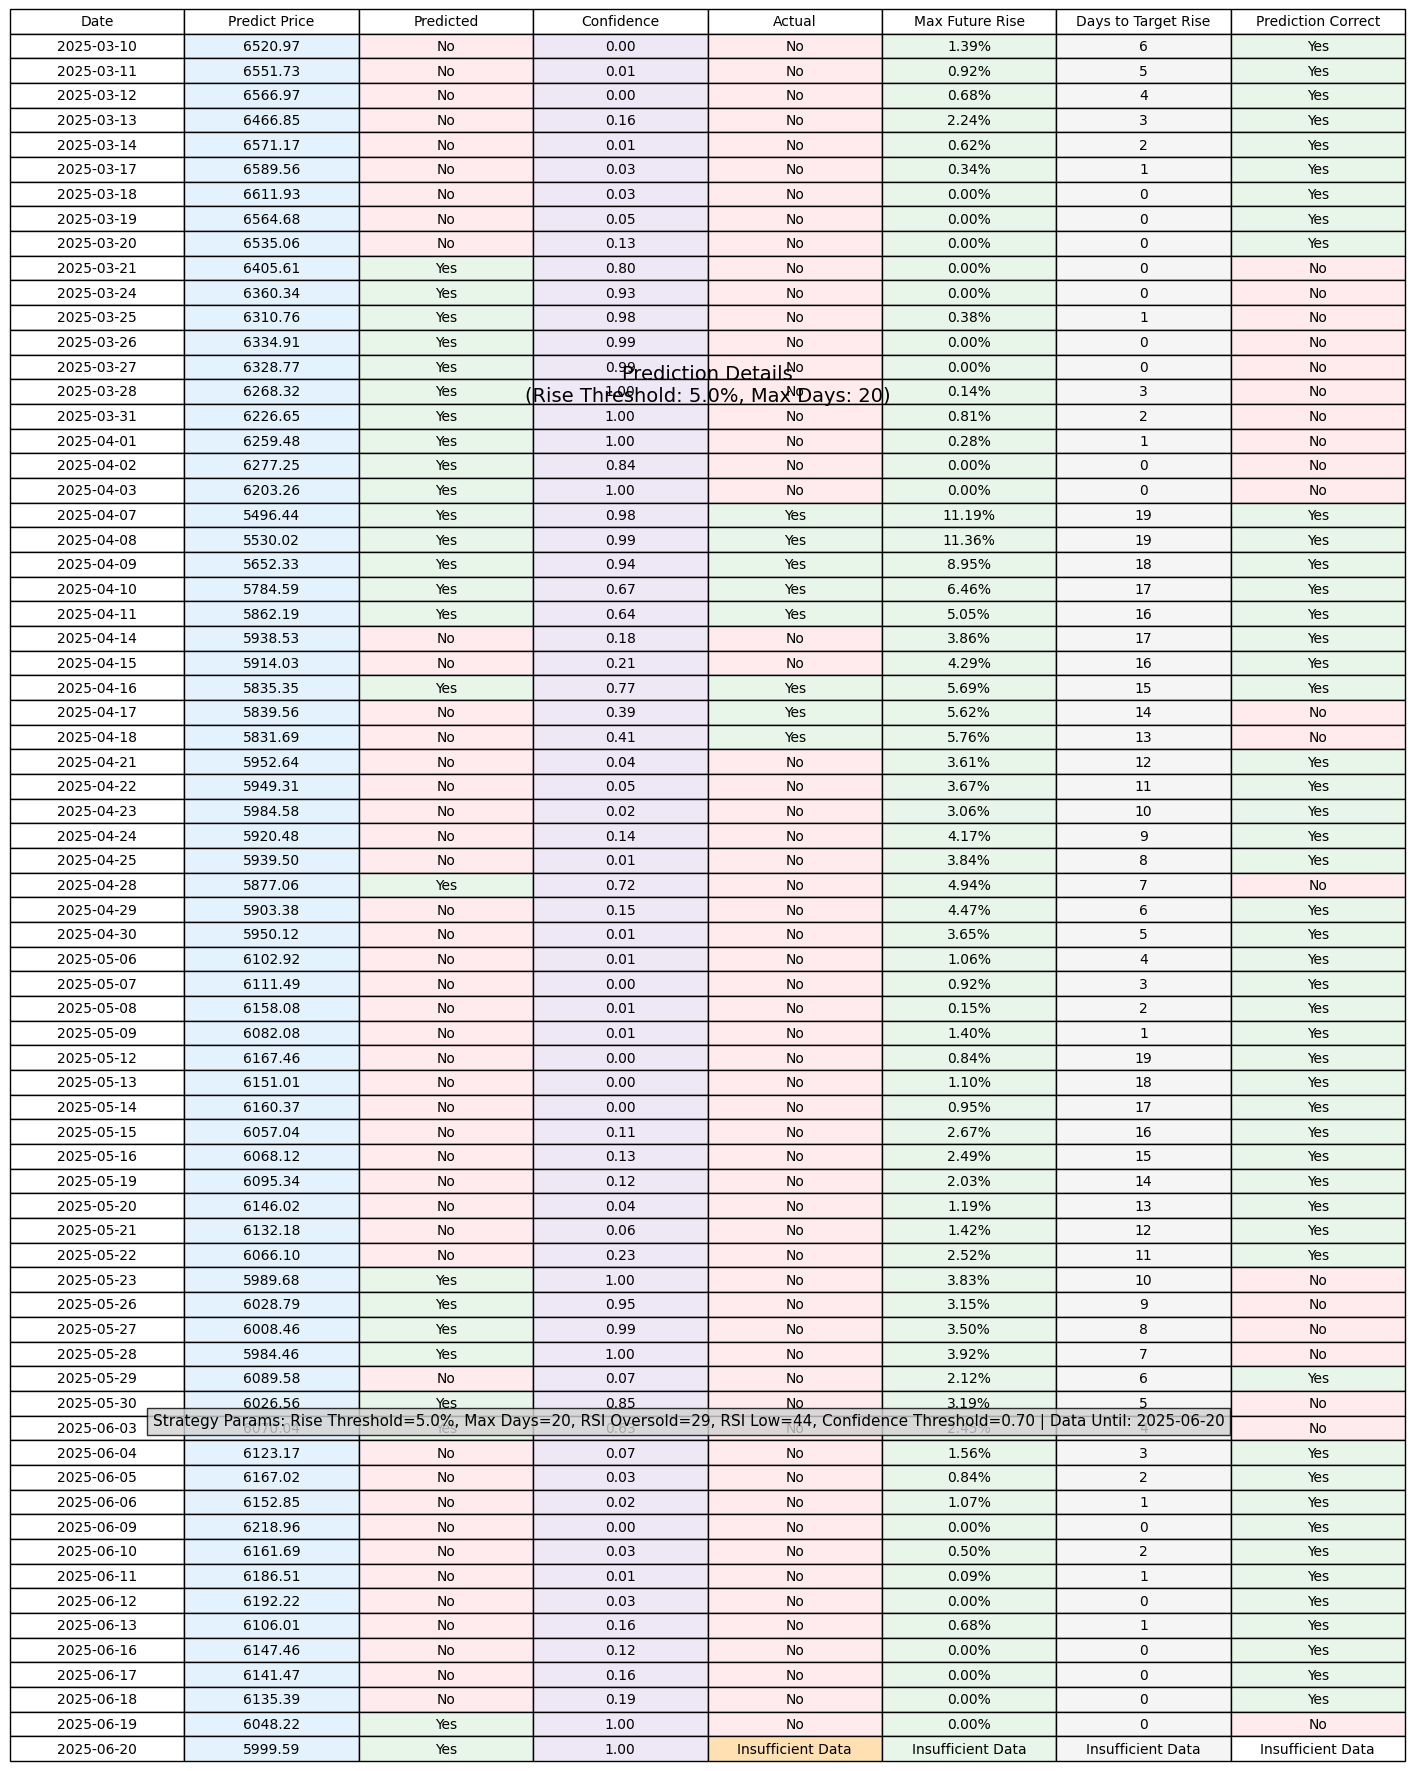 Date Predict Price Predicted Confidence Actual Max Future Rise Days to Target Rise Prediction Correct
2025-03-10 6520.97 No 0.00 No 1.39% 6 Yes
2025-03-11 6551.73 No 0.01 No 0.92% 5 Yes
2025-03-12 6566.97 No 0.00 No 0.68% 4 Yes
2025-03-13 6466.85 No 0.16 No 2.24% 3 Yes
2025-03-14 6571.17 No 0.01 No 0.62% 2 Yes
2025-03-17 6589.56 No 0.03 No 0.34% 1 Yes
2025-03-18 6611.93 No 0.03 No 0.00% 0 Yes
2025-03-19 6564.68 No 0.05 No 0.00% 0 Yes
2025-03-20 6535.06 No 0.13 No 0.00% 0 Yes
2025-03-21 6405.61 Yes 0.80 No 0.00% 0 No
2025-03-24 6360.34 Yes 0.93 No 0.00% 0 No
2025-03-25 6310.76 Yes 0.98 No 0.38% 1 No
2025-03-26 6334.91 Yes 0.99 No 0.00% 0 No
2025-03-27 6328.77 Yes 0.99 No 0.00% 0 No
Prediction Details
2025-03-28 6268.32 Yes 1.00 No 0.14% 3 No
(Rise Threshold: 5.0%, Max Days: 20)
2025-03-31 6226.65 Yes 1.00 No 0.81% 2 No
2025-04-01 6259.48 Yes 1.00 No 0.28% 1 No
2025-04-02 6277.25 Yes 0.84 No 0.00% 0 No
2025-04-03 6203.26 Yes 1.00 No 0.00% 0 No
2025-04-07 5496.44 Yes 0.98 Yes 11.19% 19 Yes
2025-04-08 5530.02 Yes 0.99 Yes 11.36% 19 Yes
2025-04-09 5652.33 Yes 0.94 Yes 8.95% 18 Yes
2025-04-10 5784.59 Yes 0.67 Yes 6.46% 17 Yes
2025-04-11 5862.19 Yes 0.64 Yes 5.05% 16 Yes
2025-04-14 5938.53 No 0.18 No 3.86% 17 Yes
2025-04-15 5914.03 No 0.21 No 4.29% 16 Yes
2025-04-16 5835.35 Yes 0.77 Yes 5.69% 15 Yes
2025-04-17 5839.56 No 0.39 Yes 5.62% 14 No
2025-04-18 5831.69 No 0.41 Yes 5.76% 13 No
2025-04-21 5952.64 No 0.04 No 3.61% 12 Yes
2025-04-22 5949.31 No 0.05 No 3.67% 11 Yes
2025-04-23 5984.58 No 0.02 No 3.06% 10 Yes
2025-04-24 5920.48 No 0.14 No 4.17% 9 Yes
2025-04-25 5939.50 No 0.01 No 3.84% 8 Yes
2025-04-28 5877.06 Yes 0.72 No 4.94% 7 No
2025-04-29 5903.38 No 0.15 No 4.47% 6 Yes
2025-04-30 5950.12 No 0.01 No 3.65% 5 Yes
2025-05-06 6102.92 No 0.01 No 1.06% 4 Yes
2025-05-07 6111.49 No 0.00 No 0.92% 3 Yes
2025-05-08 6158.08 No 0.01 No 0.15% 2 Yes
2025-05-09 6082.08 No 0.01 No 1.40% 1 Yes
2025-05-12 6167.46 No 0.00 No 0.84% 19 Yes
2025-05-13 6151.01 No 0.00 No 1.10% 18 Yes
2025-05-14 6160.37 No 0.00 No 0.95% 17 Yes
2025-05-15 6057.04 No 0.11 No 2.67% 16 Yes
2025-05-16 6068.12 No 0.13 No 2.49% 15 Yes
2025-05-19 6095.34 No 0.12 No 2.03% 14 Yes
2025-05-20 6146.02 No 0.04 No 1.19% 13 Yes
2025-05-21 6132.18 No 0.06 No 1.42% 12 Yes
2025-05-22 6066.10 No 0.23 No 2.52% 11 Yes
2025-05-23 5989.68 Yes 1.00 No 3.83% 10 No
2025-05-26 6028.79 Yes 0.95 No 3.15% 9 No
2025-05-27 6008.46 Yes 0.99 No 3.50% 8 No
2025-05-28 5984.46 Yes 1.00 No 3.92% 7 No
2025-05-29 6089.58 No 0.07 No 2.12% 6 Yes
2025-05-30 6026.56 Yes 0.85 No 3.19% 5 No
Strategy Params: Rise Threshold=5.0%, Max Days=20, RSI Oversold=29, RSI Low=44, Confidence Threshold=0.70 | Data Until: 2025-06-20
2025-06-03 No
2025-06-04 6123.17 No 0.07 No 1.56% 3 Yes
2025-06-05 6167.02 No 0.03 No 0.84% 2 Yes
2025-06-06 6152.85 No 0.02 No 1.07% 1 Yes
2025-06-09 6218.96 No 0.00 No 0.00% 0 Yes
2025-06-10 6161.69 No 0.03 No 0.50% 2 Yes
2025-06-11 6186.51 No 0.01 No 0.09% 1 Yes
2025-06-12 6192.22 No 0.03 No 0.00% 0 Yes
2025-06-13 6106.01 No 0.16 No 0.68% 1 Yes
2025-06-16 6147.46 No 0.12 No 0.00% 0 Yes
2025-06-17 6141.47 No 0.16 No 0.00% 0 Yes
2025-06-18 6135.39 No 0.19 No 0.00% 0 Yes
2025-06-19 6048.22 Yes 1.00 No 0.00% 0 No
2025-06-20 5999.59 Yes 1.00 Insufficient Data Insufficient Data Insufficient Data Insufficient Data